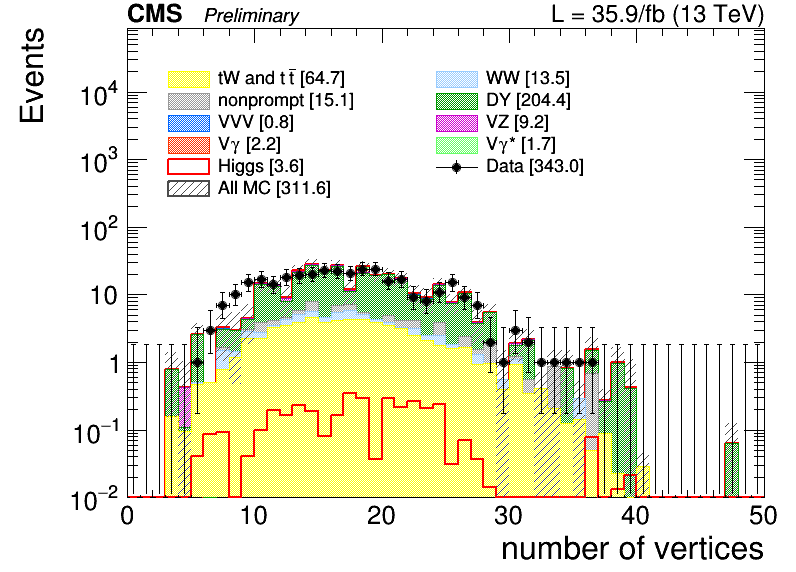 CMS Preliminary L = 35.9/fb (13 TeV)
Events
tW and t t̄ [64.7] WW [13.5]
nonprompt [15.1] DY [204.4]
VVV [0.8] VZ [9.2]
Vγ [2.2] Vγ* [1.7]
Higgs [3.6] Data [343.0]
All MC [311.6]
10⁴
10³
10²
10
1
10⁻¹
10⁻²
0 10 20 30 40 50
number of vertices